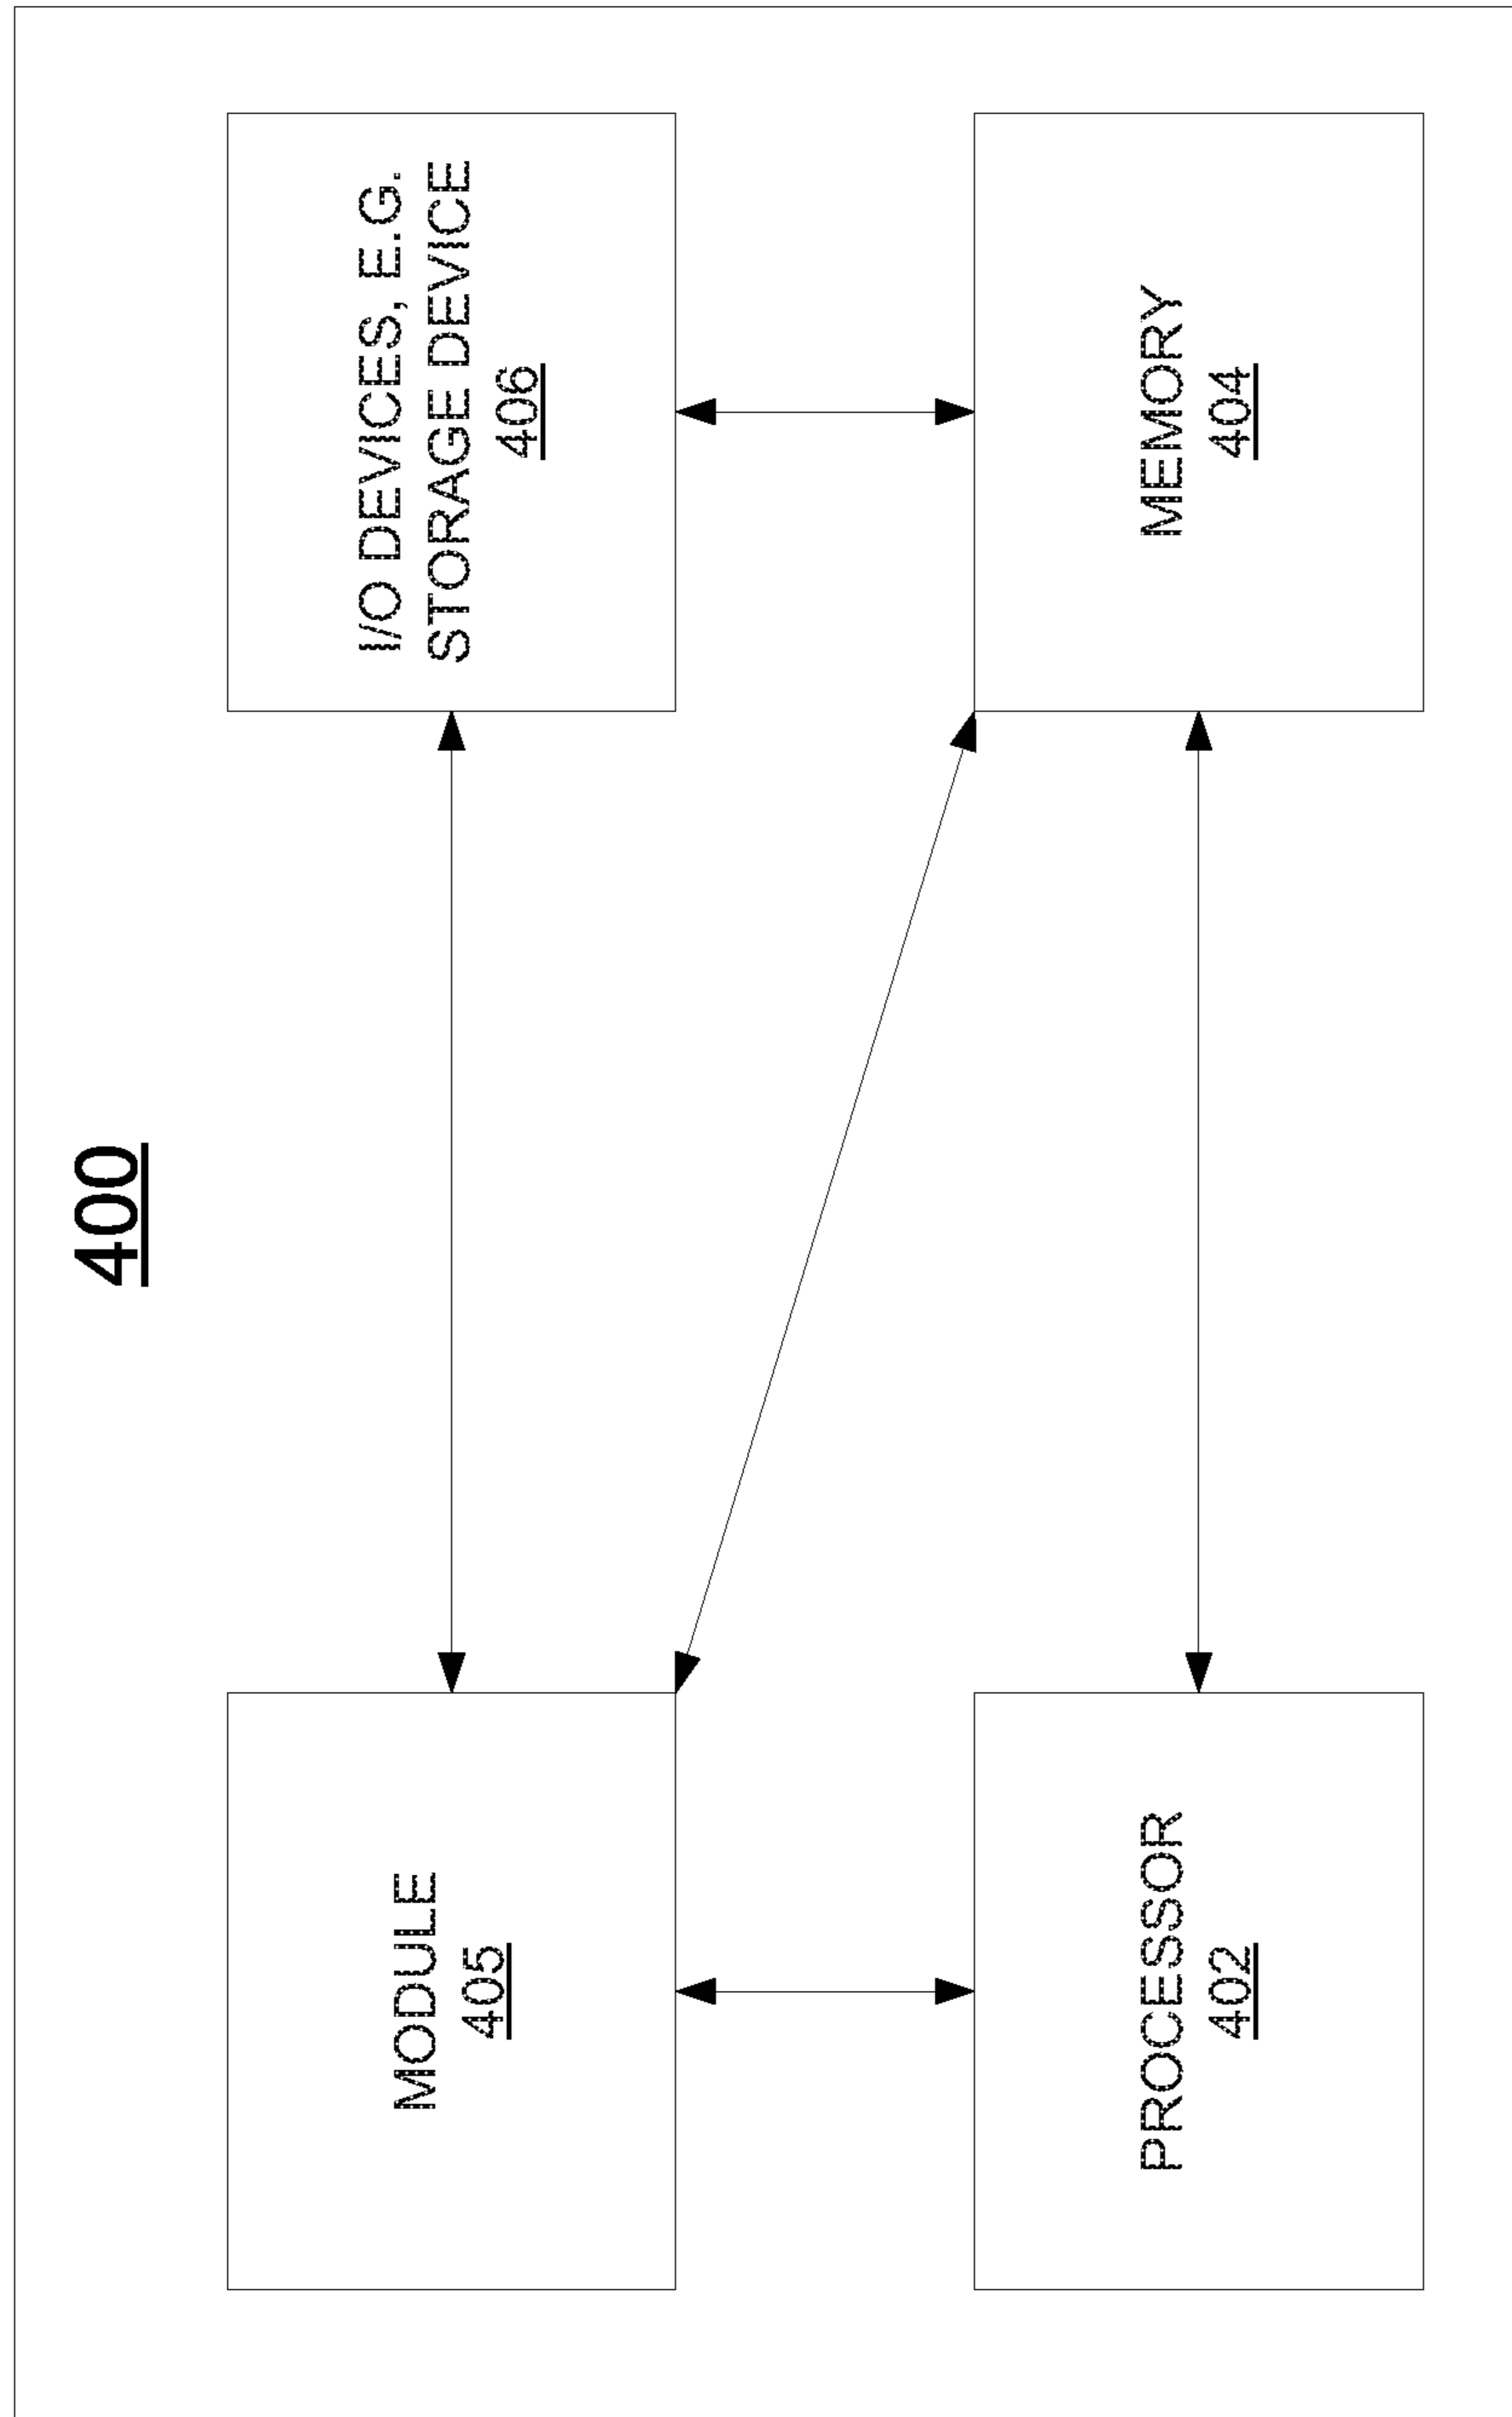 400
MODULE
405
I/O DEVICES, E.G.
STORAGE DEVICE
406
PROCESSOR
402
MEMORY
404